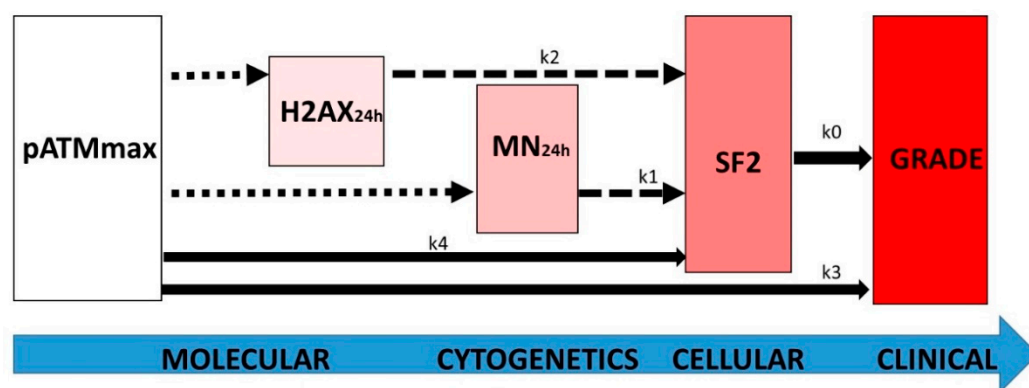 k2
H2AX24h
pATMmax
MN24h
k1
SF2
k0
GRADE
k4
k3
MOLECULAR CYTOGENETICS CELLULAR CLINICAL